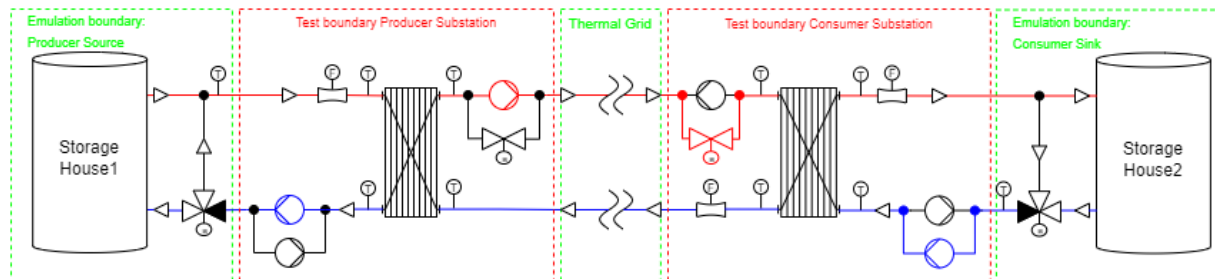 Emulation boundary:
Producer Source
Test boundary Producer Substation
Thermal Grid
Test boundary Consumer Substation
Emulation boundary:
Consumer Sink
T
F
T
T
T
T
F
Storage
House1
Storage
House2
T
T
F
T
T